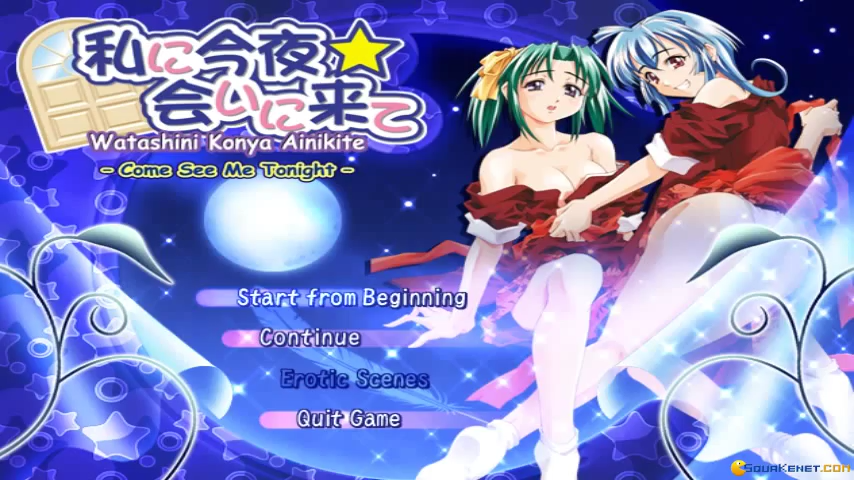 私に今夜★
会いに来て
Watashini Konya Ainikite
- Come See Me Tonight -
Start from Beginning
Continue
Erotic Scenes
Quit Game
SquaKenet.com